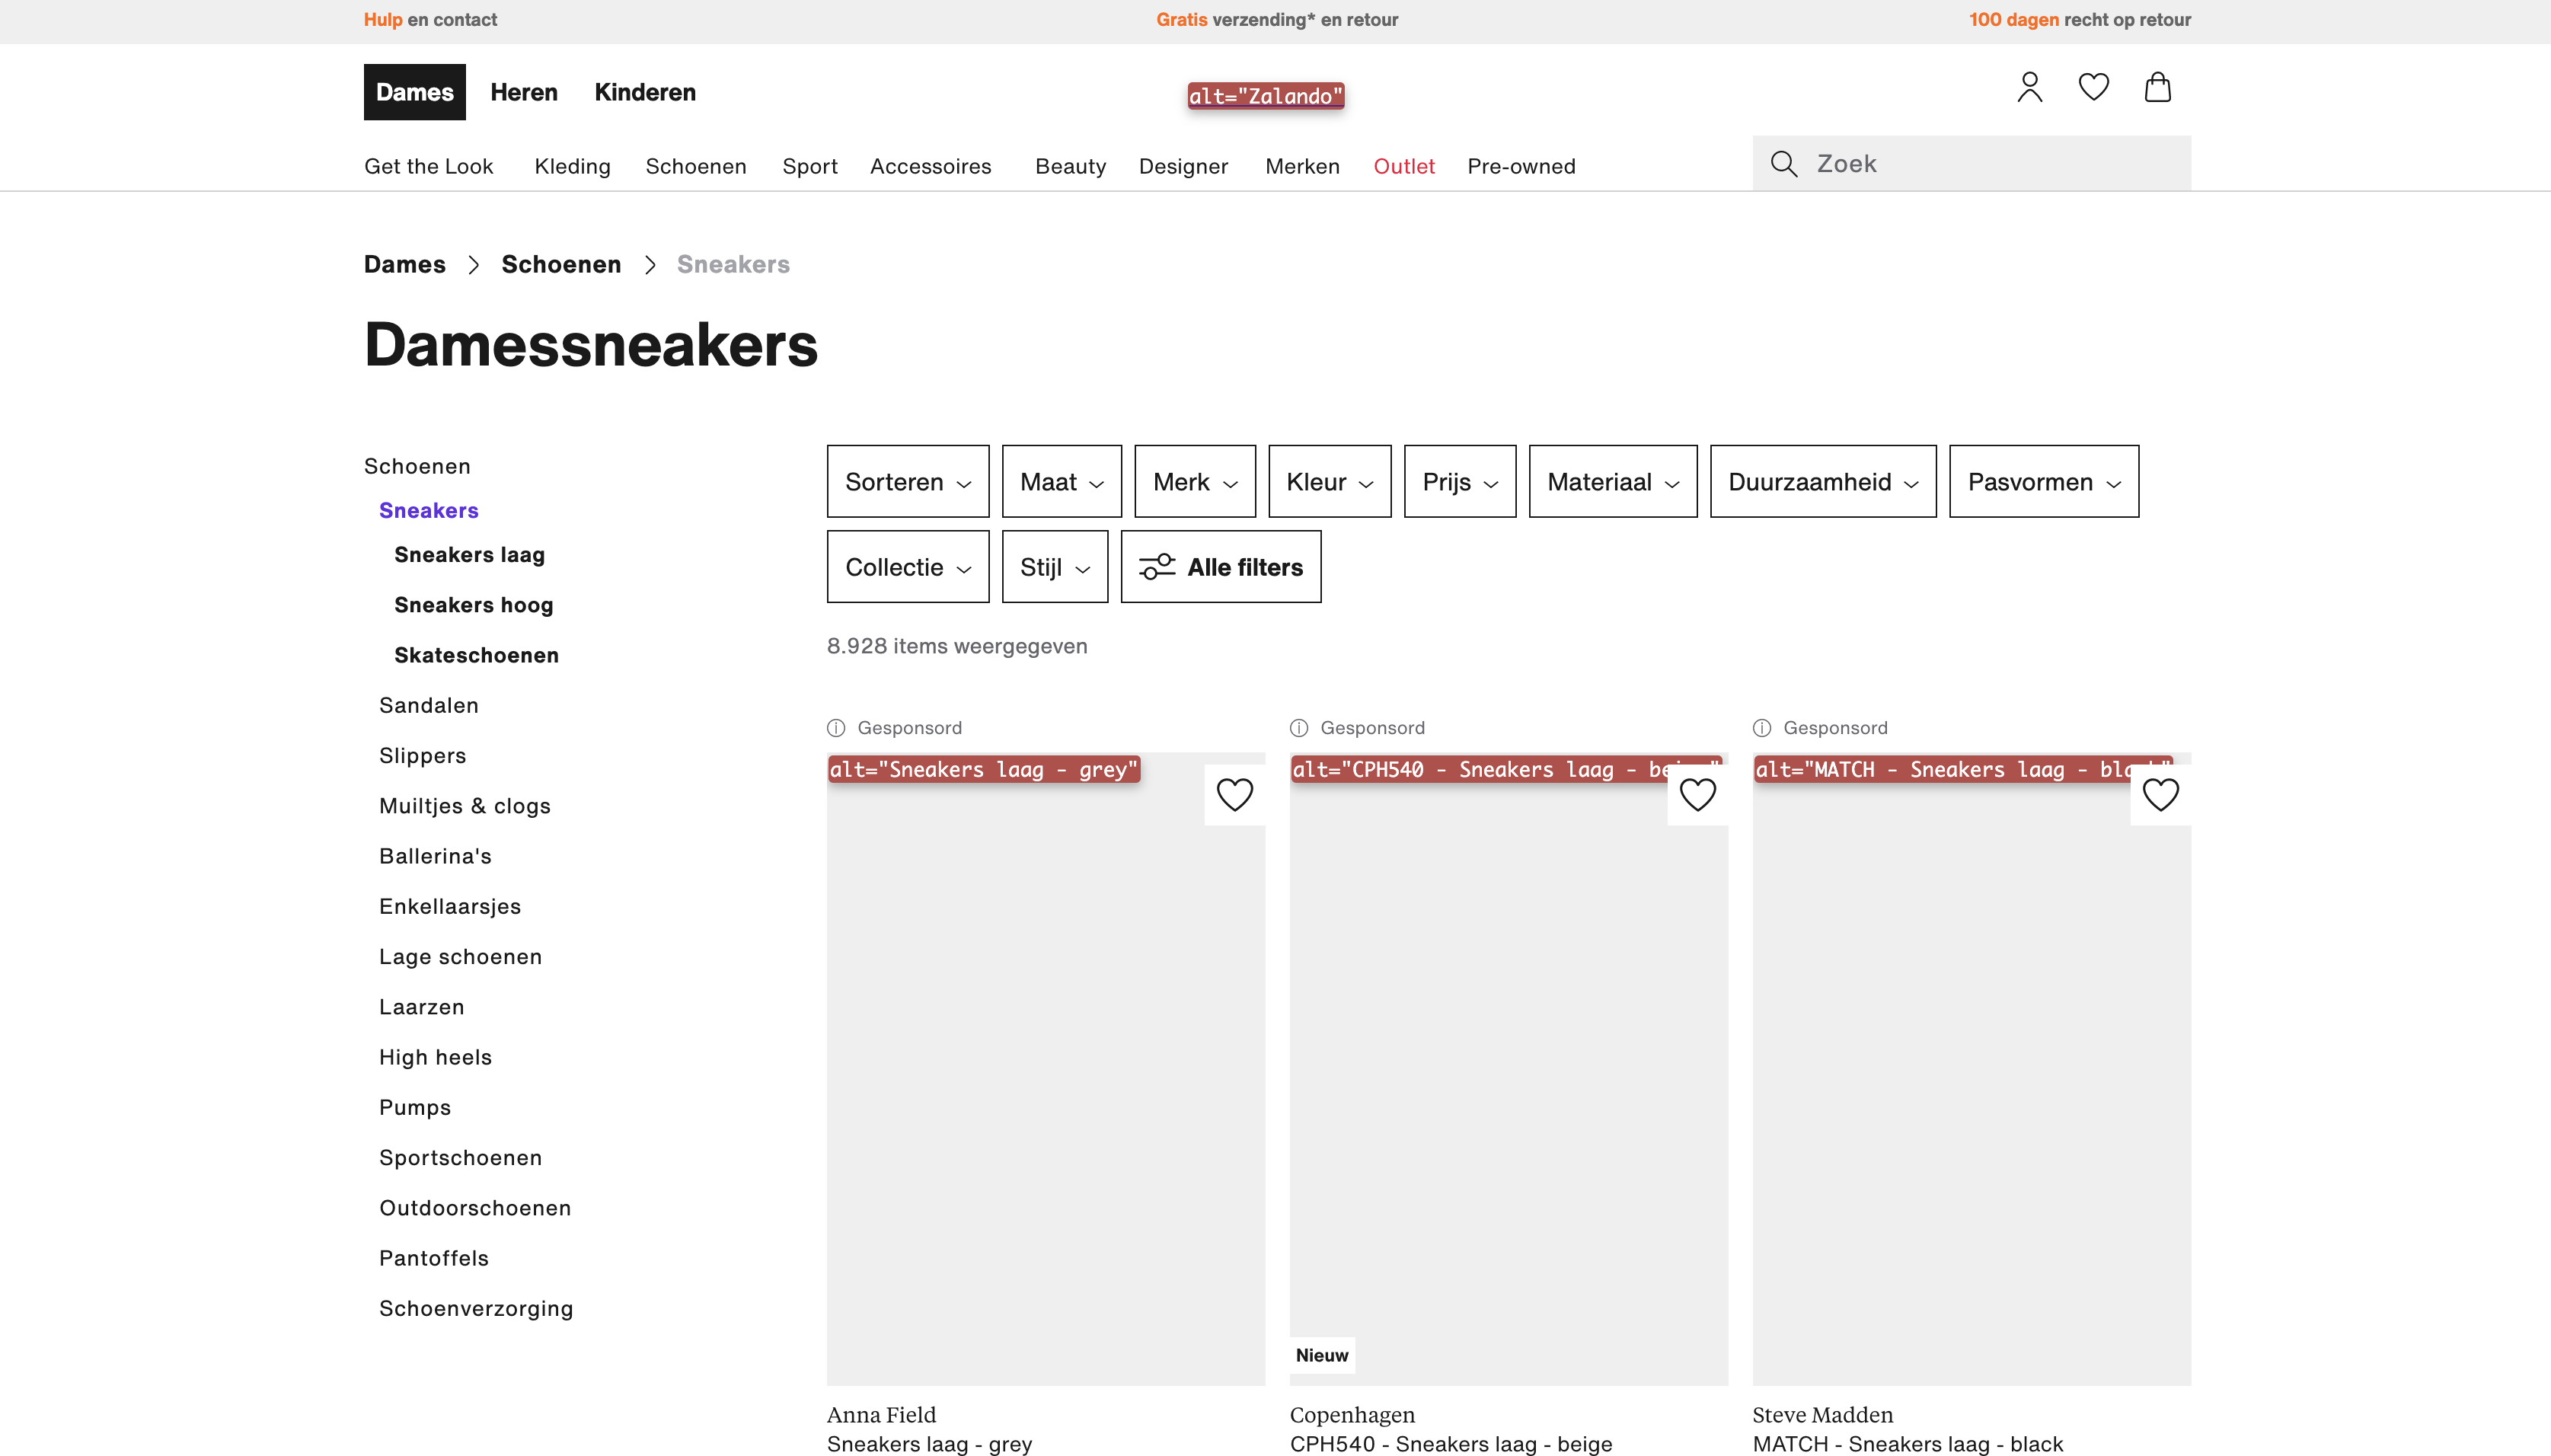 Hulp en contact
Gratis verzending* en retour
100 dagen recht op retour
Dames
Heren
Kinderen
alt="Zalando"
Get the Look
Kleding
Schoenen
Sport
Accessoires
Beauty
Designer
Merken
Outlet
Pre-owned
Zoek
Dames
Schoenen
Sneakers
Damessneakers
Schoenen
Sneakers
Sneakers laag
Sneakers hoog
Skateschoenen
Sandalen
Slippers
Muiltjes & clogs
Ballerina's
Enkellaarsjes
Lage schoenen
Laarzen
High heels
Pumps
Sportschoenen
Outdoorschoenen
Pantoffels
Schoenverzorging
Sorteren
Maat
Merk
Kleur
Prijs
Materiaal
Duurzaamheid
Pasvormen
Collectie
Stijl
Alle filters
8.928 items weergegeven
Gesponsord
alt="Sneakers laag - grey"
Anna Field
Sneakers laag - grey
Gesponsord
alt="CPH540 - Sneakers laag - beige"
Nieuw
Copenhagen
CPH540 - Sneakers laag - beige
Gesponsord
alt="MATCH - Sneakers laag - black"
Steve Madden
MATCH - Sneakers laag - black